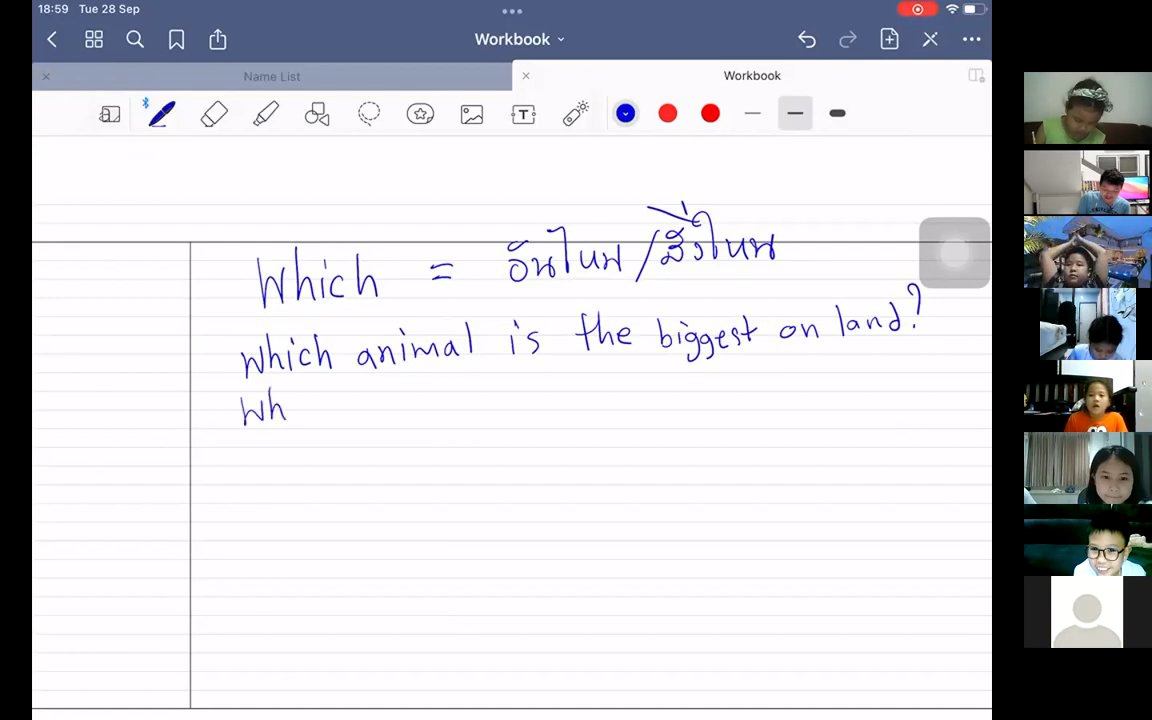 18:59 Tue 28 Sep
Workbook
Name List
Workbook
Which = อันไหน/สิ่งไหน
Which animal is the biggest on land?
Wh